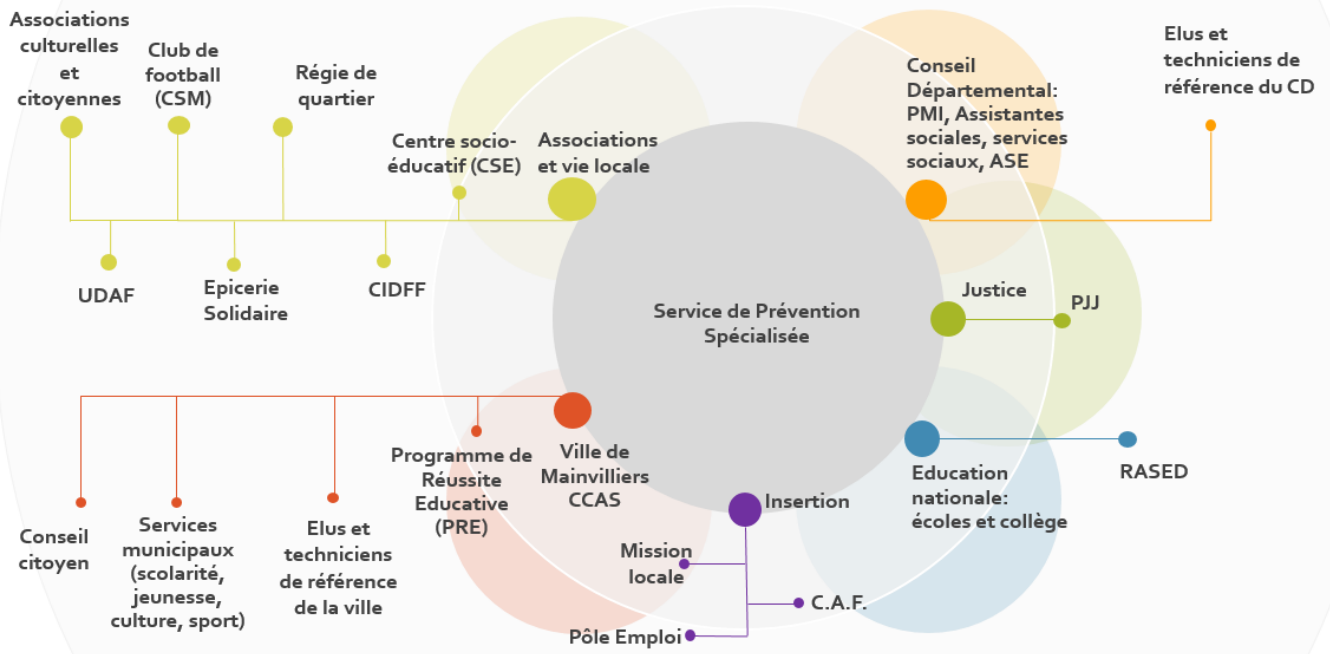 Associations
culturelles
et
citoyennes
Club de
football
(CSM)
Régie de
quartier
Centre socio-
éducatif (CSE)
Associations
et vie locale
UDAF
Epicerie
Solidaire
CIDFF
Conseil
Départemental:
PMI, Assistantes
sociales, services
sociaux, ASE
Elus et
techniciens de
référence du CD
Service de Prévention
Spécialisée
Justice
PJJ
Education
nationale:
écoles et collège
RASED
Insertion
Mission
locale
C.A.F.
Pôle Emploi
Ville de
Mainvilliers
CCAS
Programme de
Réussite
Educative
(PRE)
Elus et
techniciens
de référence
de la ville
Services
municipaux
(scolarité,
jeunesse,
culture, sport)
Conseil
citoyen